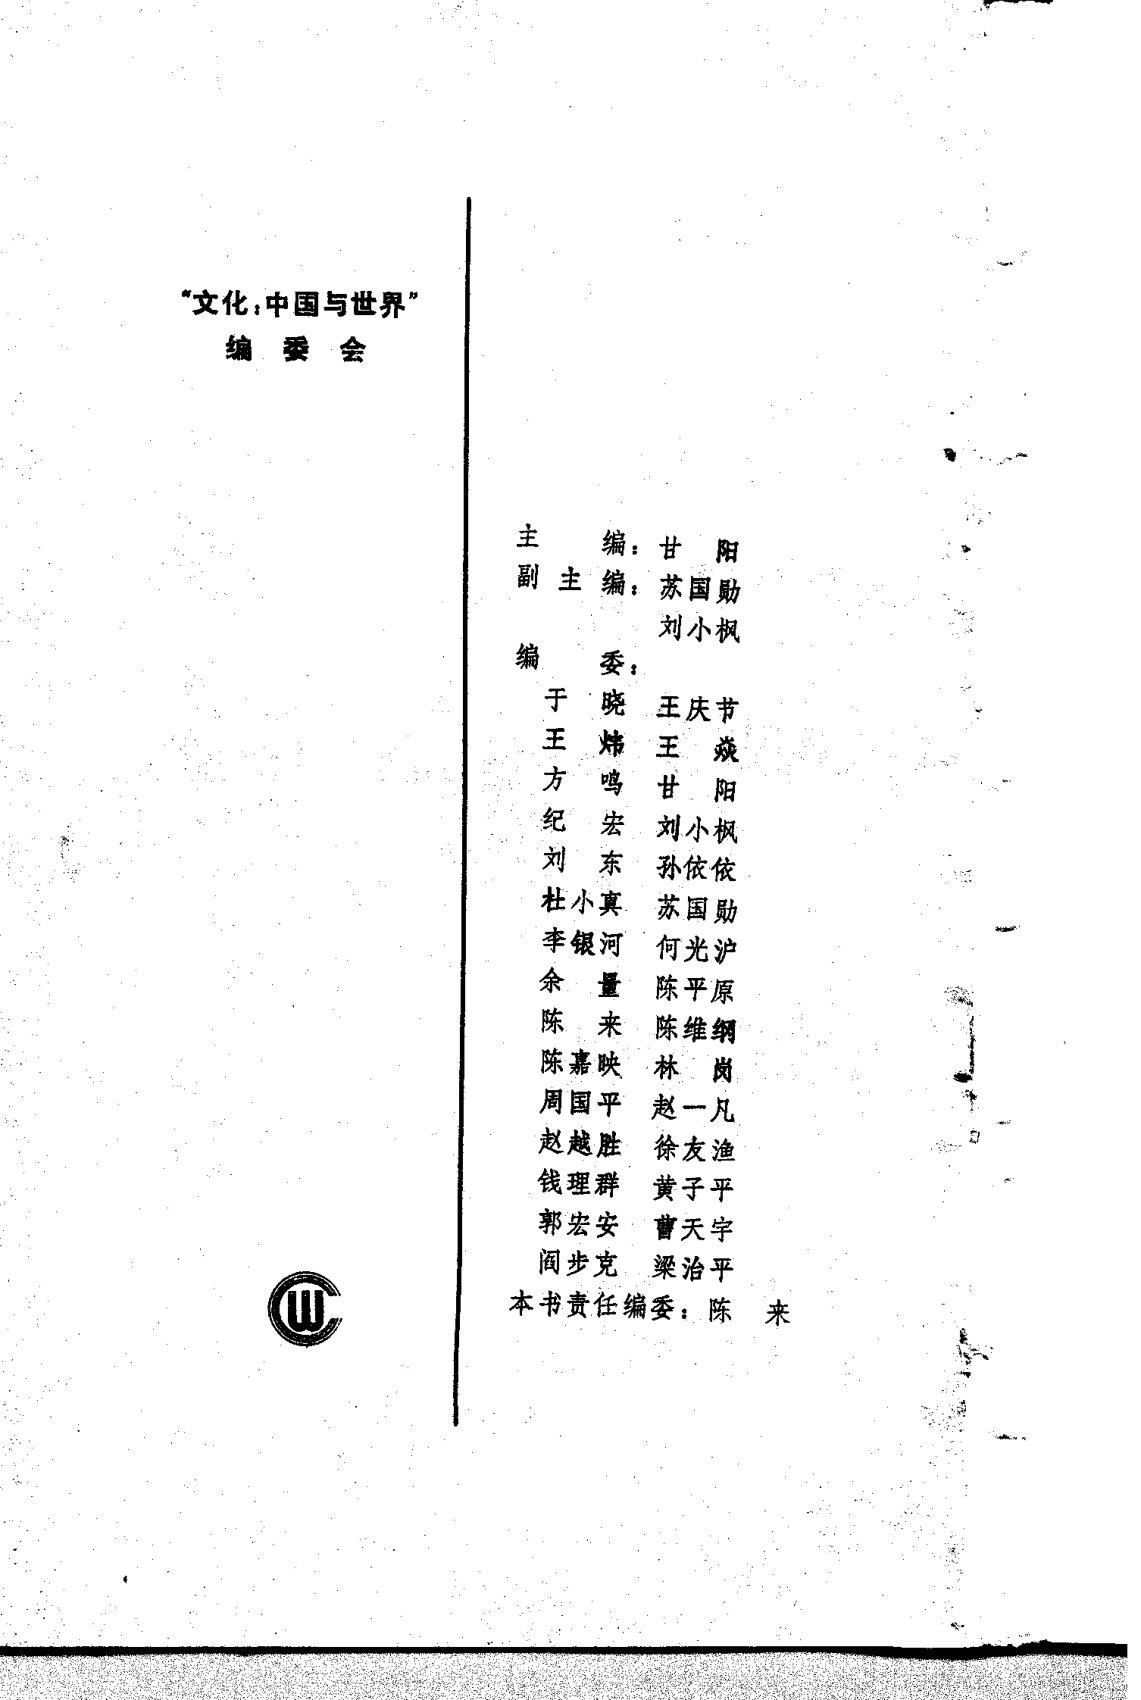 “文化:中国与世界”
编 委 会
主 编: 甘 阳
副主编: 苏国勋
刘小枫
编 委:
于 晓 王庆节
王 炜 王 焱
方 鸣 甘 阳
纪 宏 刘小枫
刘 东 孙依依
杜小真 苏国勋
李银河 何光沪
余 量 陈平原
陈 来 陈维纲
陈嘉映 林 岗
周国平 赵一凡
赵越胜 徐友渔
钱理群 黄子平
郭宏安 曹天宇
阎步克 梁治平
本书责任编委: 陈 来
CW